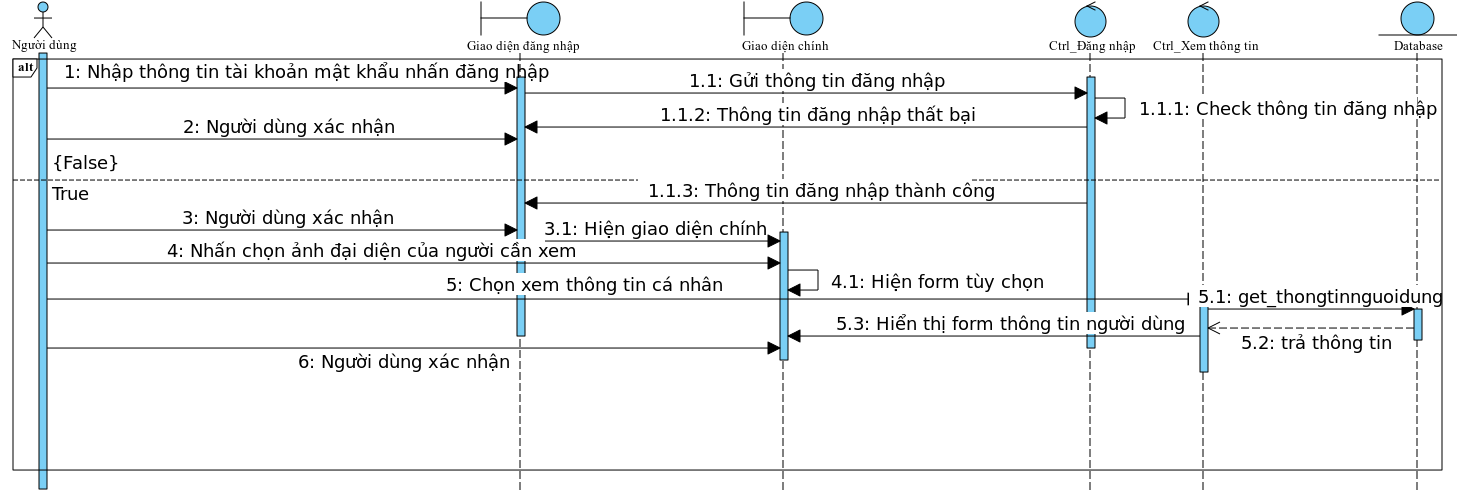 Người dùng
Giao diện đăng nhập
Giao diện chính
Ctrl_Đăng nhập
Ctrl_Xem thông tin
Database
alt
1: Nhập thông tin tài khoản mật khẩu nhấn đăng nhập
1.1: Gửi thông tin đăng nhập
1.1.1: Check thông tin đăng nhập
1.1.2: Thông tin đăng nhập thất bại
2: Người dùng xác nhận
{False}
True
1.1.3: Thông tin đăng nhập thành công
3: Người dùng xác nhận
3.1: Hiện giao diện chính
4: Nhấn chọn ảnh đại diện của người cần xem
4.1: Hiện form tùy chọn
5: Chọn xem thông tin cá nhân
5.1: get_thongtinnguoidung
5.3: Hiển thị form thông tin người dùng
5.2: trả thông tin
6: Người dùng xác nhận